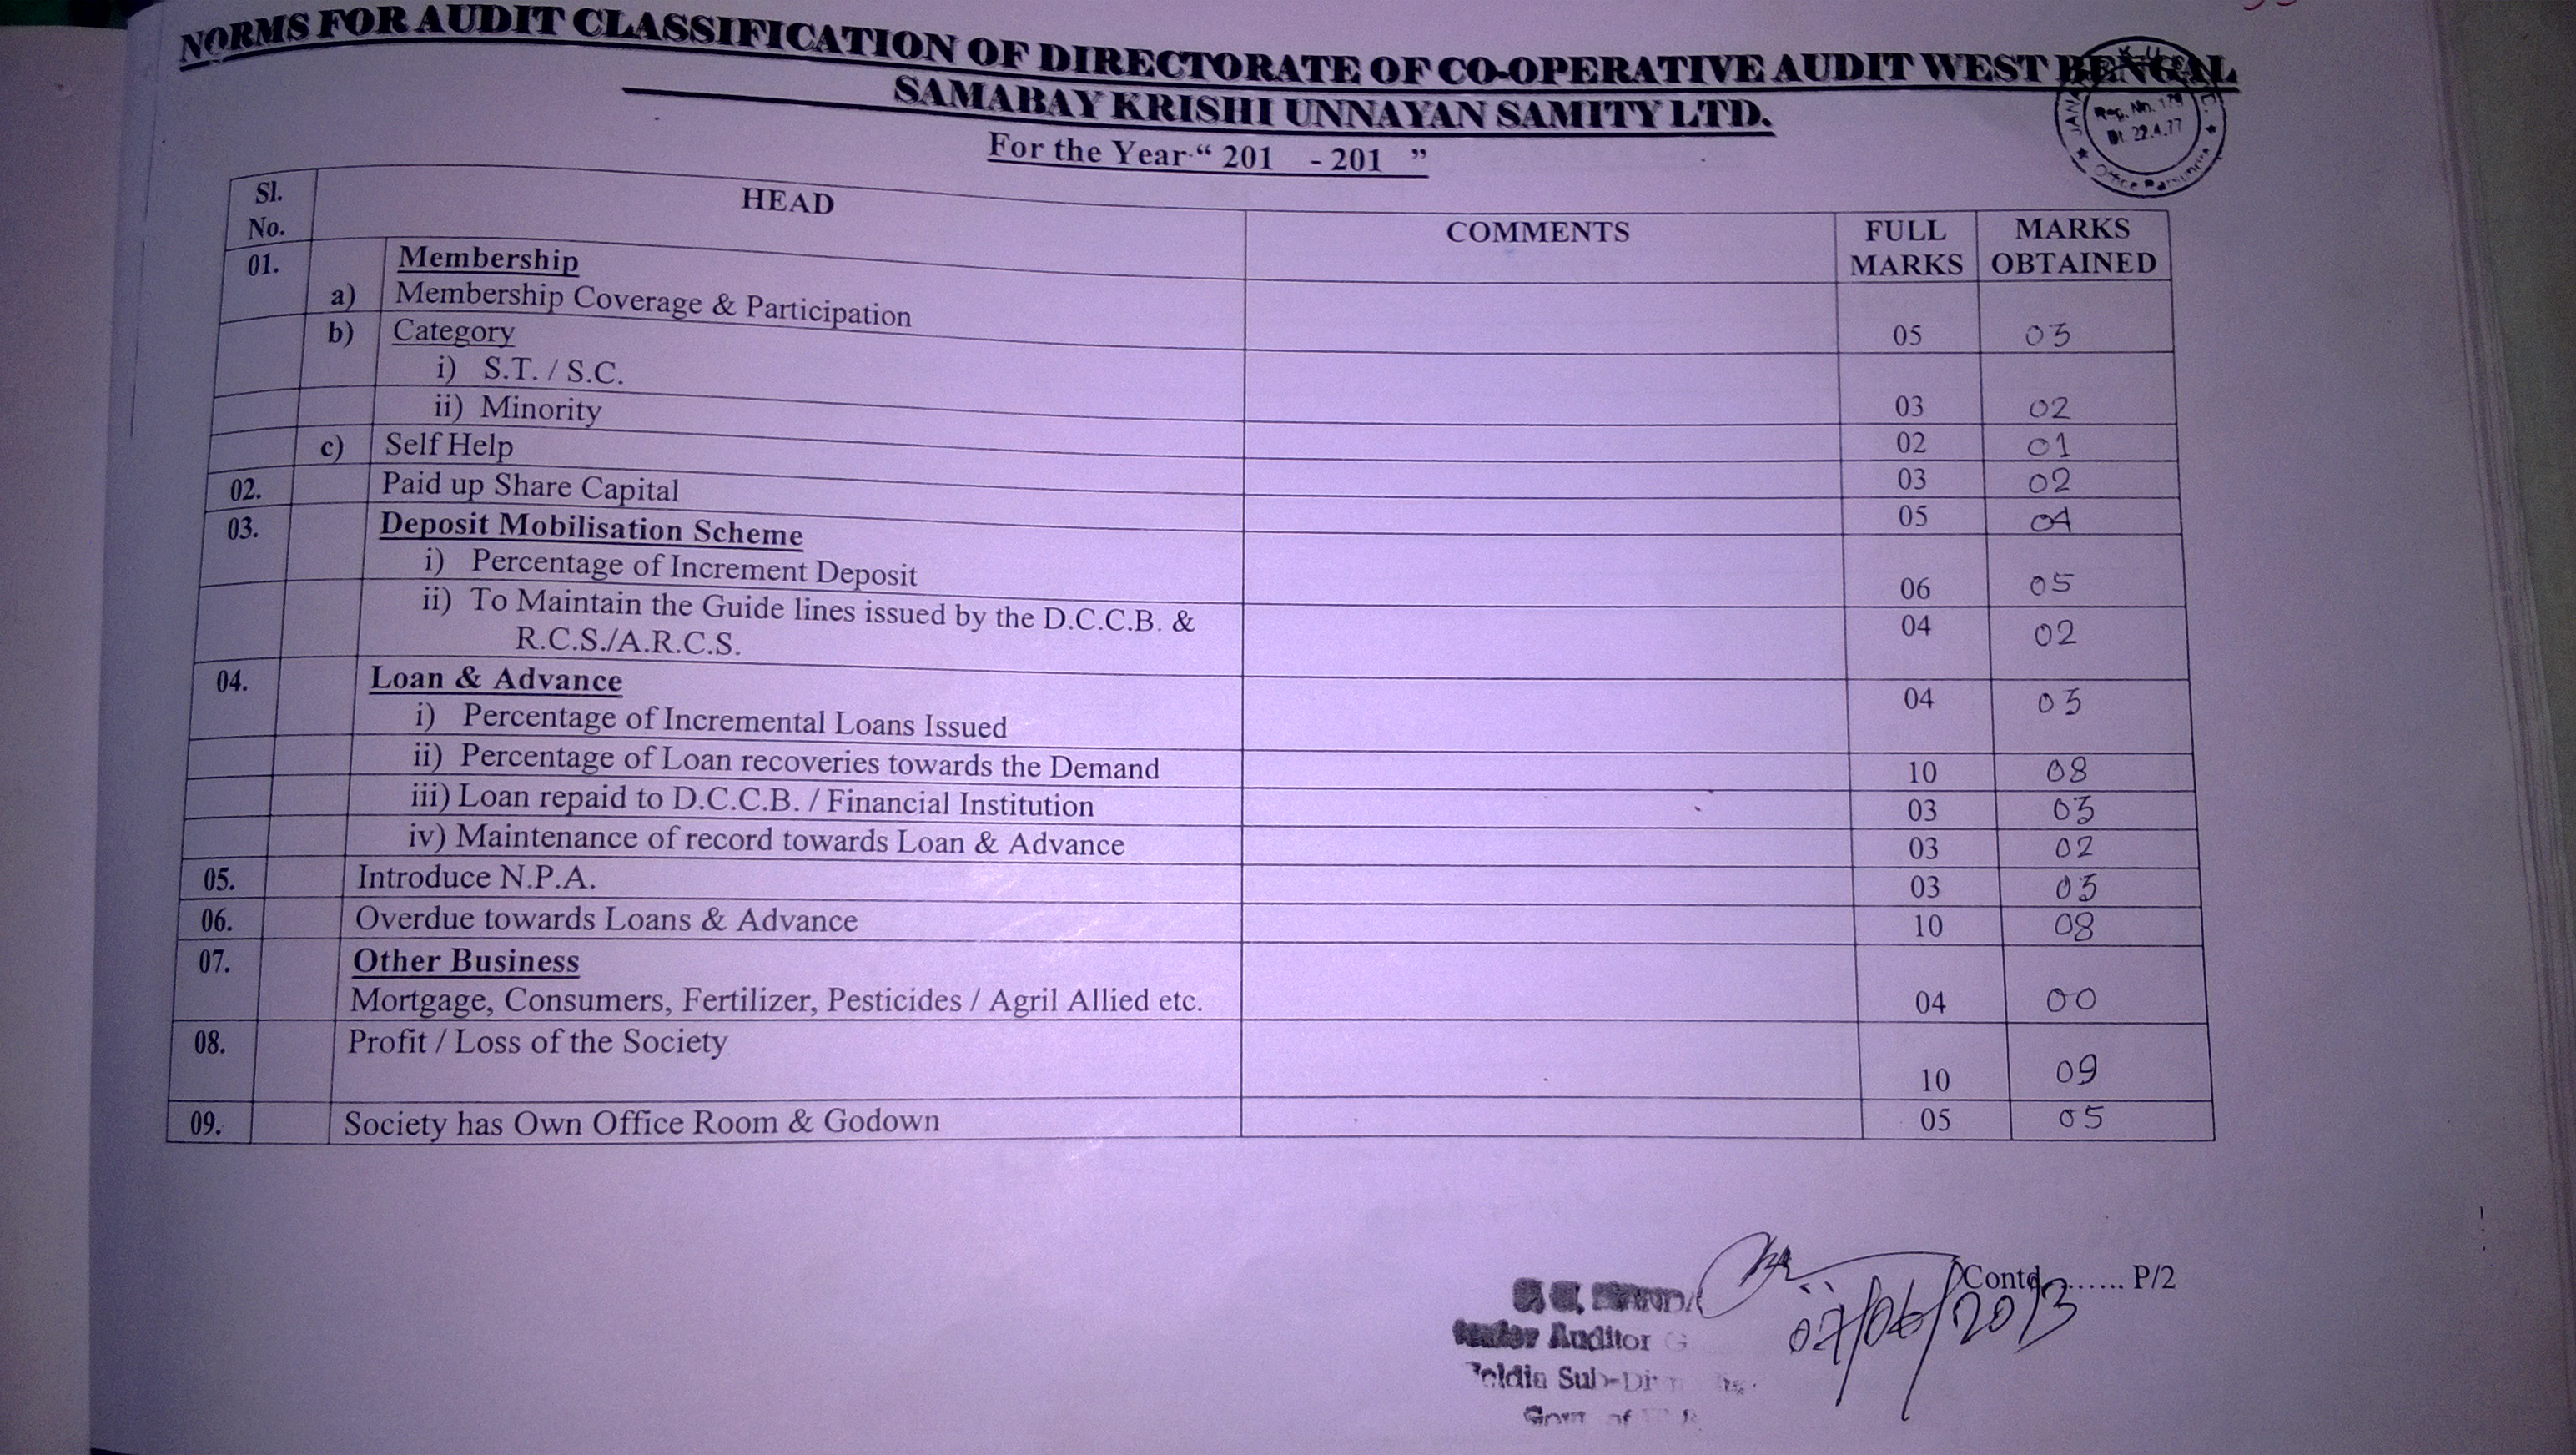 NORMS FOR AUDIT CLASSIFICATION OF DIRECTORATE OF CO-OPERATIVE AUDIT WEST BENGAL
SAMABAY KRISHI UNNAYAN SAMITY LTD.
For the Year “ 201 - 201 ”
Reg. No. 179
Dt. 22.4.77
Office
Sl. No. HEAD COMMENTS FULL MARKS MARKS OBTAINED
01. Membership
a) Membership Coverage & Participation 05 03
b) Category
i) S.T. / S.C. 03 02
ii) Minority 02 01
c) Self Help 03 02
02. Paid up Share Capital 05 04
03. Deposit Mobilisation Scheme
i) Percentage of Increment Deposit 06 05
ii) To Maintain the Guide lines issued by the D.C.C.B. & 04 02
R.C.S./A.R.C.S.
04. Loan & Advance 04 03
i) Percentage of Incremental Loans Issued
ii) Percentage of Loan recoveries towards the Demand 10 08
iii) Loan repaid to D.C.C.B. / Financial Institution 03 03
iv) Maintenance of record towards Loan & Advance 03 02
05. Introduce N.P.A. 03 03
06. Overdue towards Loans & Advance 10 08
07. Other Business
Mortgage, Consumers, Fertilizer, Pesticides / Agril Allied etc. 04 00
08. Profit / Loss of the Society 10 09
09. Society has Own Office Room & Godown 05 05
Contd........ P/2
07/06/2013
Auditor
Govt of